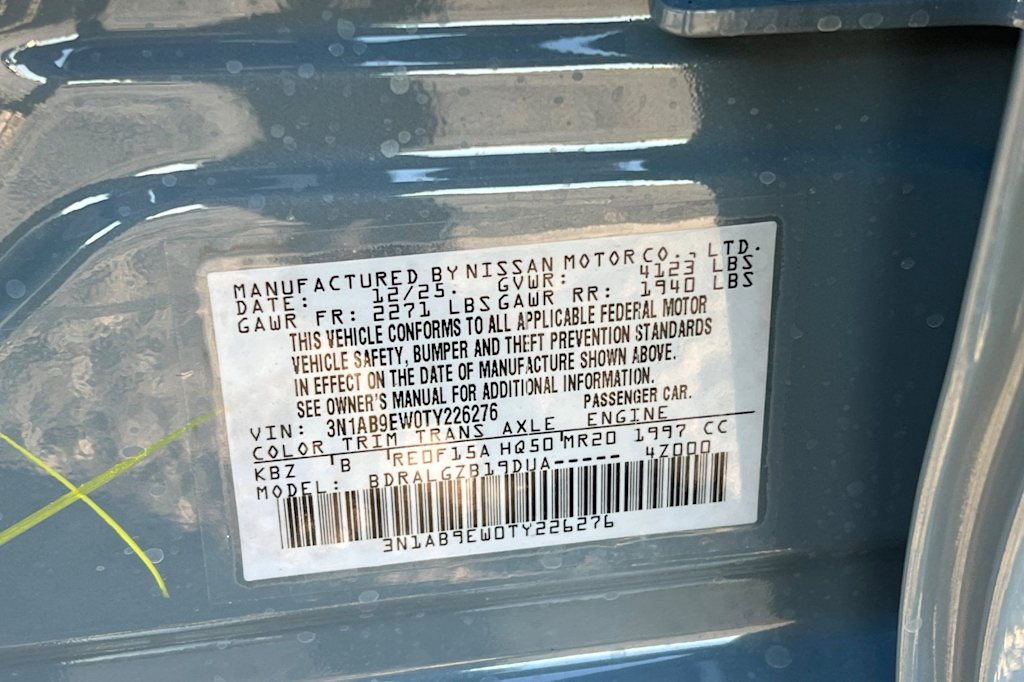 MANUFACTURED BY NISSAN MOTOR CO., LTD.
DATE: 12/25. GVWR: 4123 LBS
GAWR FR: 2271 LBS GAWR RR: 1940 LBS
THIS VEHICLE CONFORMS TO ALL APPLICABLE FEDERAL MOTOR
VEHICLE SAFETY, BUMPER AND THEFT PREVENTION STANDARDS
IN EFFECT ON THE DATE OF MANUFACTURE SHOWN ABOVE.
SEE OWNER'S MANUAL FOR ADDITIONAL INFORMATION.
VIN: 3N1AB9EW0TY226276 PASSENGER CAR.
COLOR TRIM TRANS AXLE ENGINE
KBZ B RE0F15A HQ50 MR20 1997 CC
MODEL: BDRALGZB19DUA----- 4Z000
3N1AB9EW0TY226276